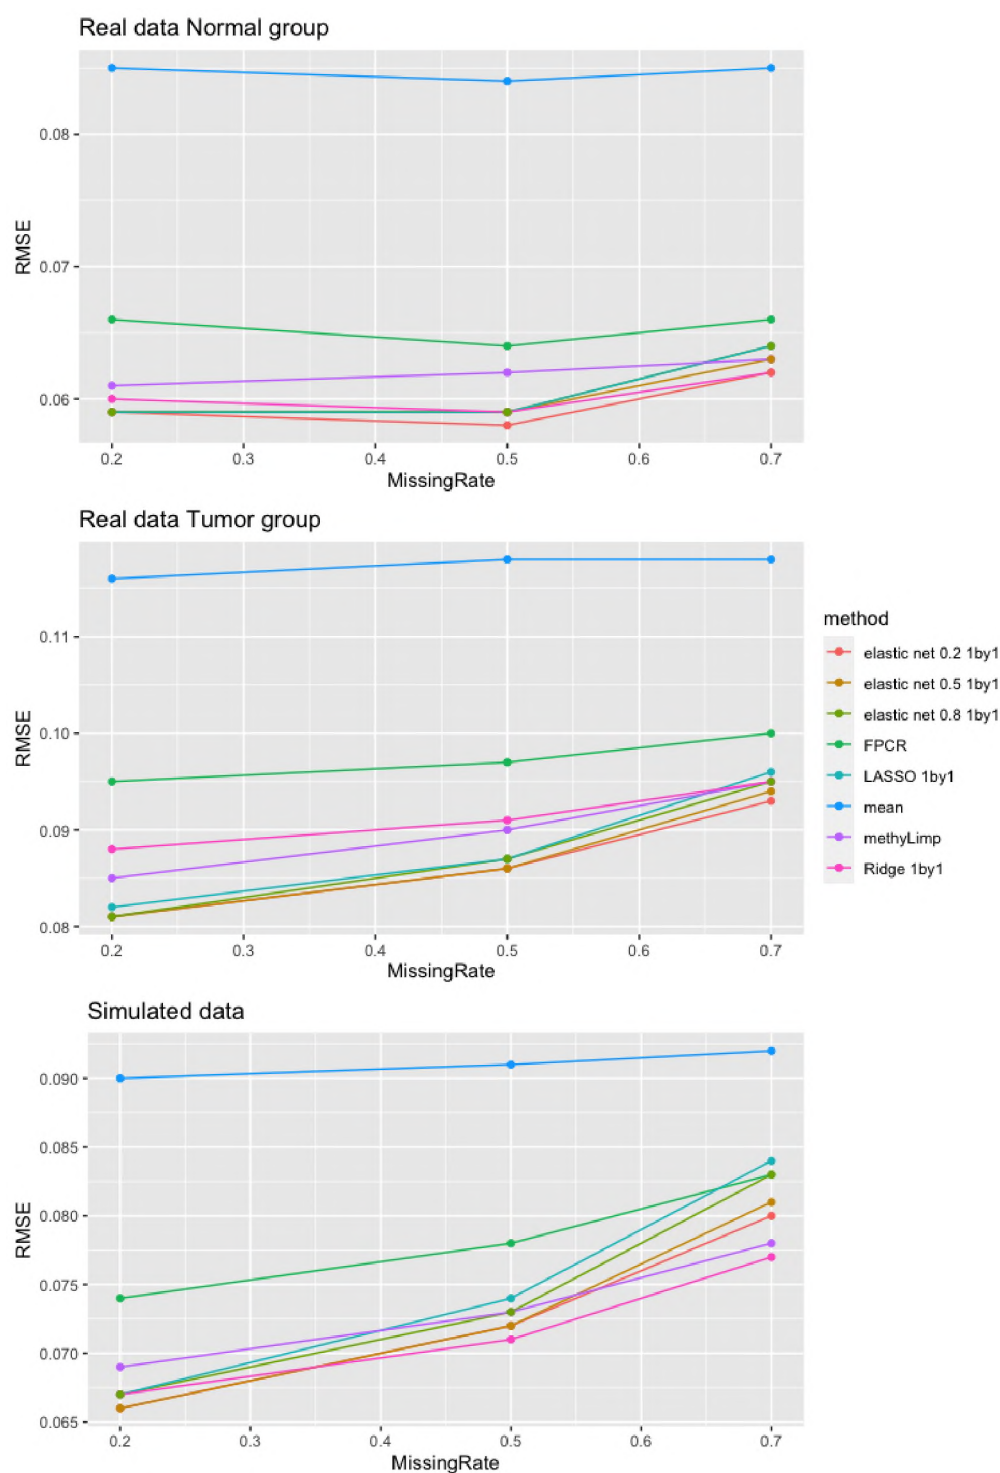 Real data Normal group
0.08
0.07
0.06
RMSE
0.2 0.3 0.4 0.5 0.6 0.7
MissingRate
Real data Tumor group
0.11
0.10
0.09
0.08
RMSE
0.2 0.3 0.4 0.5 0.6 0.7
MissingRate
method
elastic net 0.2 1by1
elastic net 0.5 1by1
elastic net 0.8 1by1
FPCR
LASSO 1by1
mean
methyLImp
Ridge 1by1
Simulated data
0.090
0.085
0.080
0.075
0.070
0.065
RMSE
0.2 0.3 0.4 0.5 0.6 0.7
MissingRate